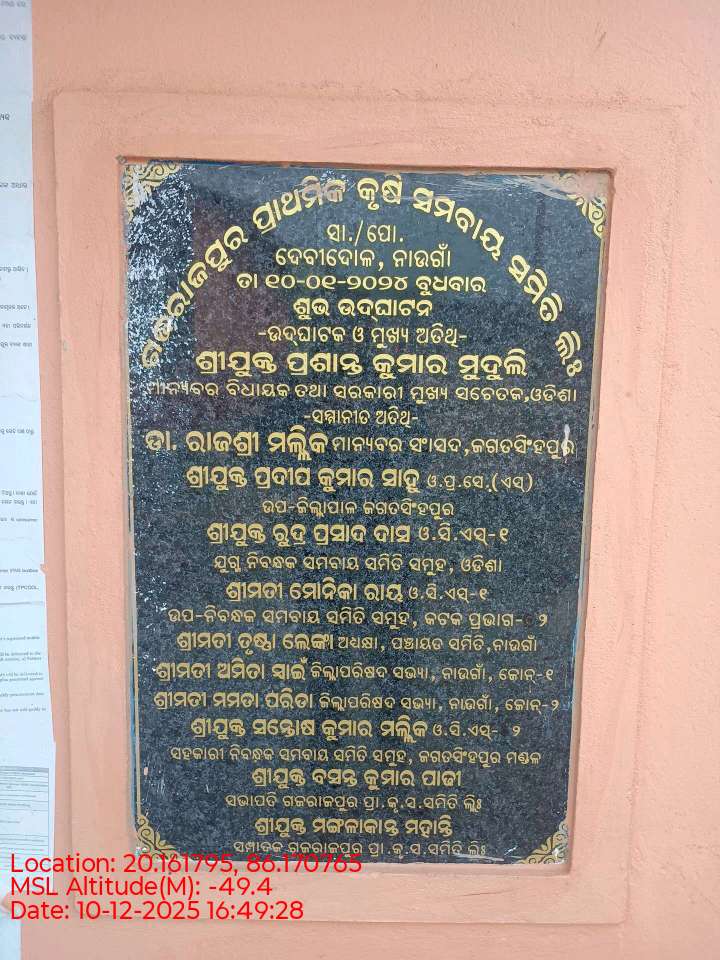 ଗଜରାଜପୁର ପ୍ରାଥମିକ କୃଷି ସମବାୟ ସମିତି ଲିଃ
ସା./ପୋ.
ଦେବୀଦୋଳ, ନାଉଗାଁ
ତା ୧୦-୦୧-୨୦୨୪ ବୁଧବାର
ଶୁଭ ଉଦ୍‌ଘାଟନ
-ଉଦ୍‌ଘାଟକ ଓ ମୁଖ୍ୟ ଅତିଥି-
ଶ୍ରୀଯୁକ୍ତ ପ୍ରଶାନ୍ତ କୁମାର ମୁଦୁଲି
ମାନ୍ୟବର ବିଧାୟକ ତଥା ସରକାରୀ ମୁଖ୍ୟ ସଚେତକ,ଓଡିଶା
-ସମ୍ମାନୀତ ଅତିଥି-
ଡା. ରାଜଶ୍ରୀ ମଲ୍ଲିକ ମାନ୍ୟବର ସାଂସଦ,ଜଗତସିଂହପୁର
ଶ୍ରୀଯୁକ୍ତ ପ୍ରଦୀପ କୁମାର ସାହୁ ଓ.ପ୍ର.ସେ.(ଏସ୍)
ଉପ-ଜିଲ୍ଲାପାଳ ଜଗତସିଂହପୁର
ଶ୍ରୀଯୁକ୍ତ ରୁଦ୍ର ପ୍ରସାଦ ଦାସ ଓ.ସି.ଏସ୍-୧
ଯୁଗ୍ମ ନିବନ୍ଧକ ସମବାୟ ସମିତି ସମୁହ, ଓଡିଶା
ଶ୍ରୀମତୀ ମୋନିକା ରାୟ ଓ.ସି.ଏସ୍-୧
ଉପ-ନିବନ୍ଧକ ସମବାୟ ସମିତି ସମୁହ, କଟକ ପ୍ରଭାଗ- ୨
ଶ୍ରୀମତୀ ତୃଷ୍ଣା ଲେଙ୍କା ଅଧ୍ୟକ୍ଷା, ପଞ୍ଚାୟତ ସମିତି,ନାଉଗାଁ
ଶ୍ରୀମତୀ ଅମିତା ସ୍ୱାଇଁ ଜିଲ୍ଲାପରିଷଦ ସଭ୍ୟା, ନାଉଗାଁ, ଜୋନ୍-୧
ଶ୍ରୀମତୀ ମମତା ପରିଡା ଜିଲ୍ଲାପରିଷଦ ସଭ୍ୟା, ନାଉଗାଁ, ଜୋନ୍-୨
ଶ୍ରୀଯୁକ୍ତ ସନ୍ତୋଷ କୁମାର ମଲ୍ଲିକ ଓ.ସି.ଏସ୍- ୨
ସହକାରୀ ନିବନ୍ଧକ ସମବାୟ ସମିତି ସମୁହ, ଜଗତସିଂହପୁର ମଣ୍ଡଳ
ଶ୍ରୀଯୁକ୍ତ ବସନ୍ତ କୁମାର ପାଢୀ
ସଭାପତି ଗଜରାଜପୁର ପ୍ରା.କୃ.ସ.ସମିତି ଲିଃ
ଶ୍ରୀଯୁକ୍ତ ମଙ୍ଗଳାକାନ୍ତ ମହାନ୍ତି
ସମ୍ପାଦକ ଗଜରାଜପୁର ପ୍ରା.କୃ.ସ.ସମିତି ଲିଃ
Location: 20.161795, 86.170765
MSL Altitude(M): -49.4
Date: 10-12-2025 16:49:28